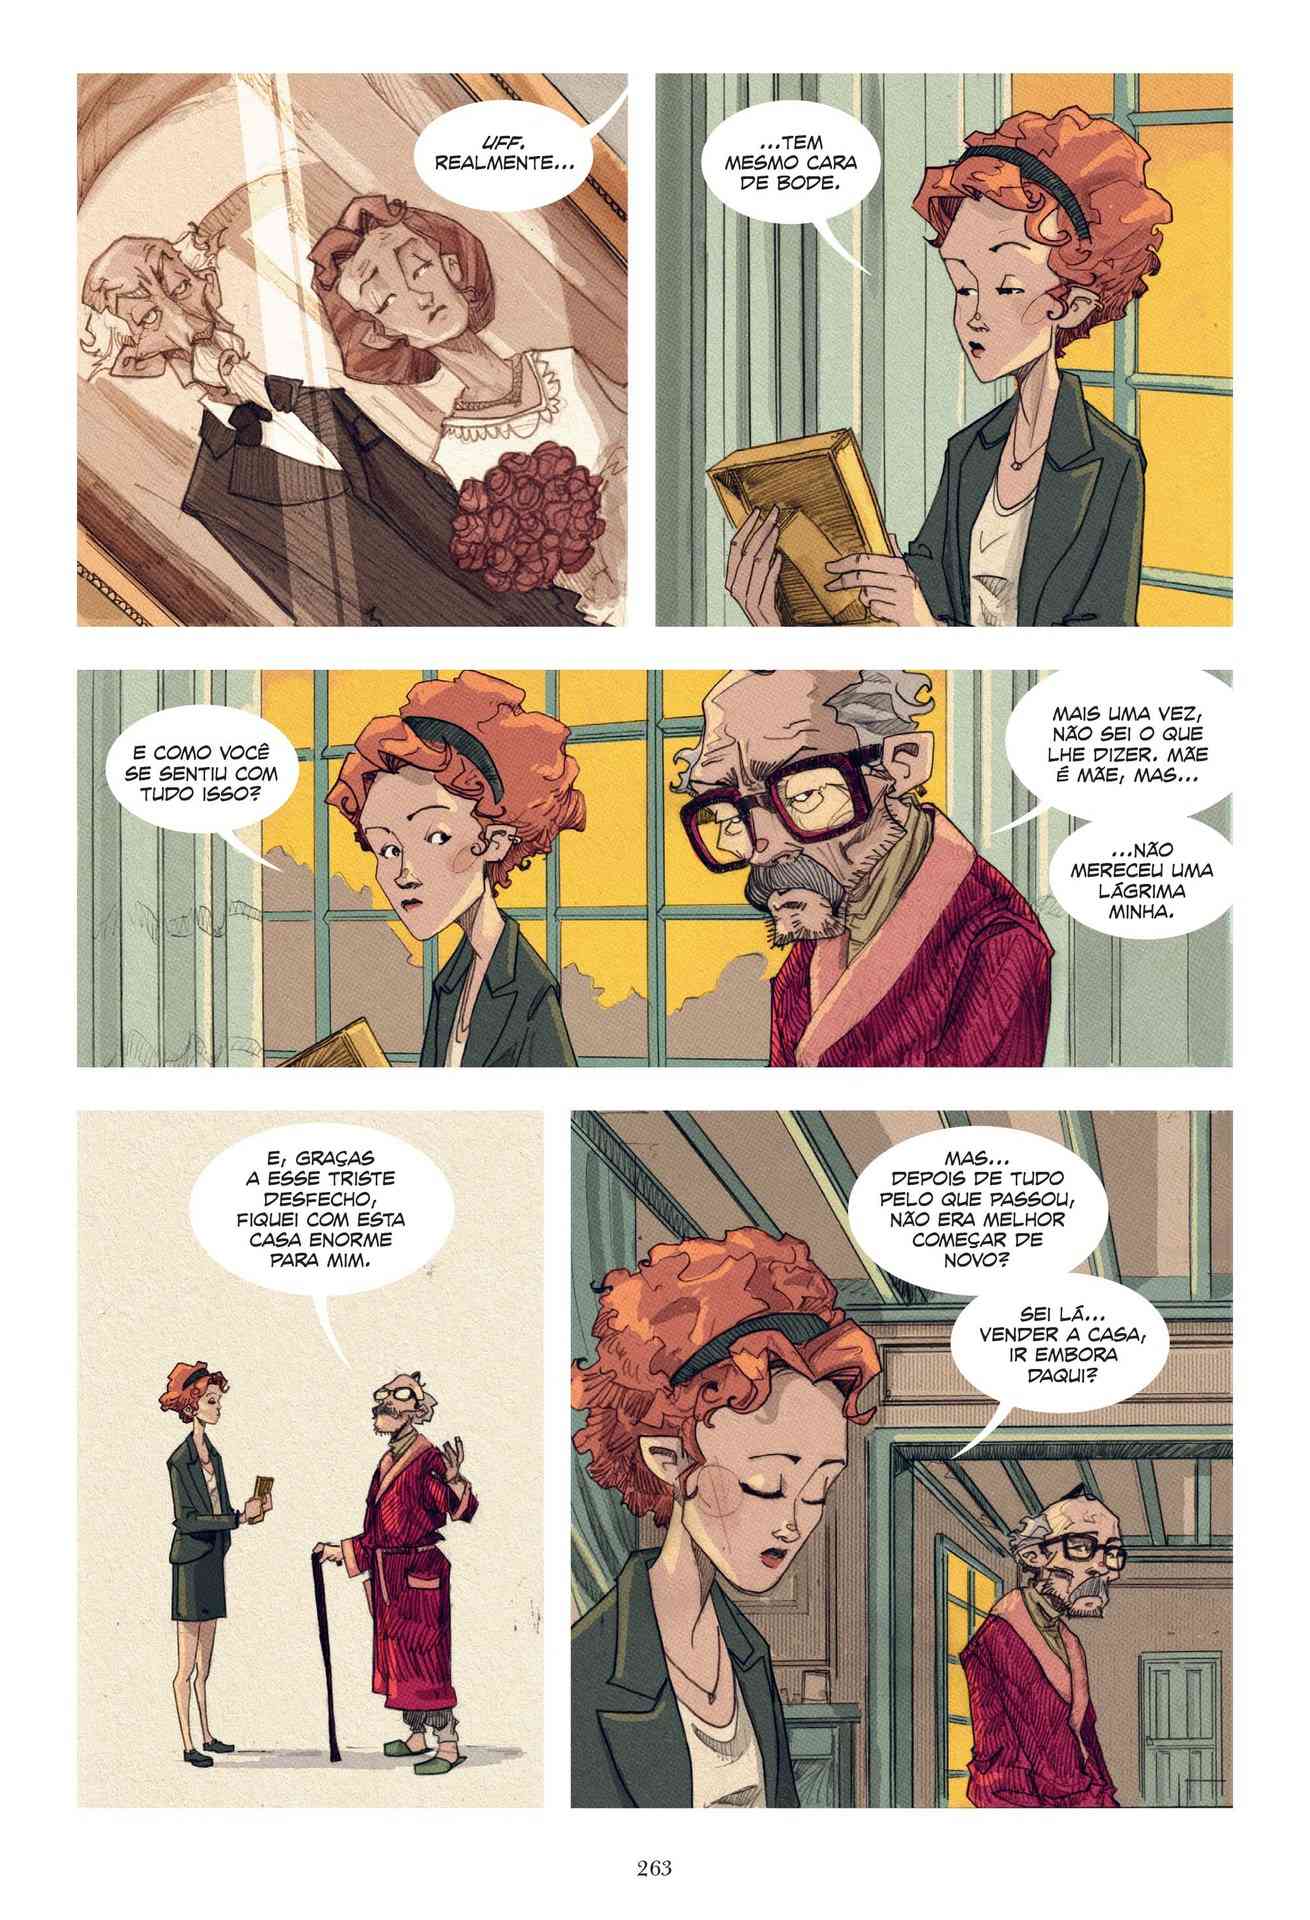 UFF.
REALMENTE...
...TEM
MESMO CARA
DE BODE.
E COMO VOCÊ
SE SENTIU COM
TUDO ISSO?
MAIS UMA VEZ,
NÃO SEI O QUE
LHE DIZER. MÃE
É MÃE, MAS...
...NÃO
MERECEU UMA
LÁGRIMA
MINHA.
E, GRAÇAS
A ESSE TRISTE
DESFECHO,
FIQUEI COM ESTA
CASA ENORME
PARA MIM.
MAS...
DEPOIS DE TUDO
PELO QUE PASSOU,
NÃO ERA MELHOR
COMEÇAR DE
NOVO?
SEI LÁ...
VENDER A CASA,
IR EMBORA
DAQUI?
263